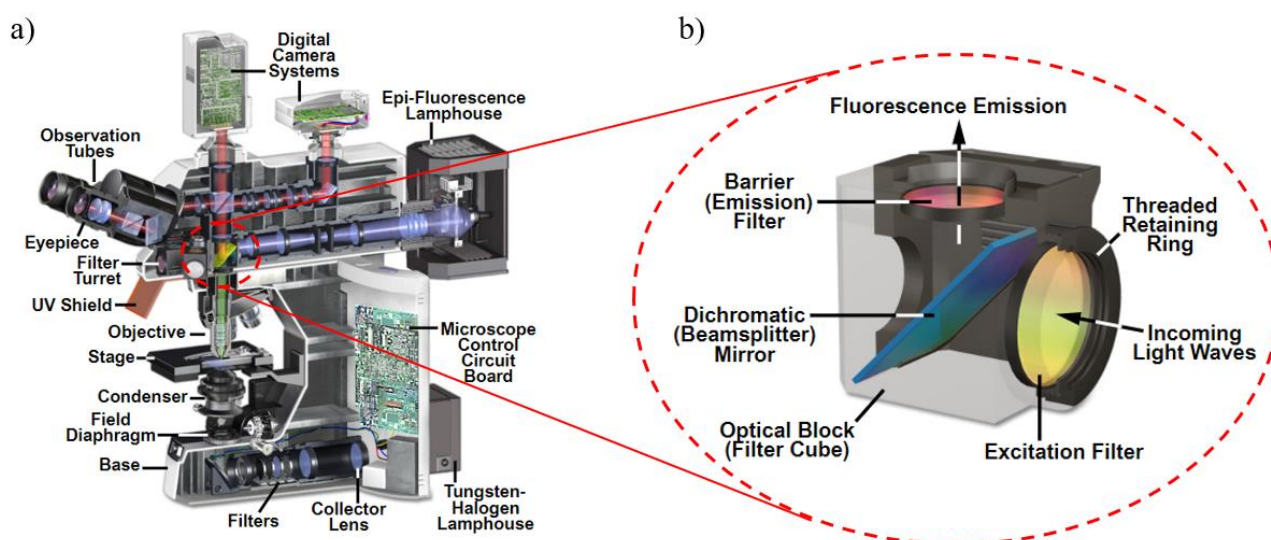 a)
Digital
Camera
Systems
Epi-Fluorescence
Lamphouse
Observation
Tubes
Eyepiece
Filter
Turret
UV Shield
Objective
Stage
Condenser
Field
Diaphragm
Base
Filters
Collector
Lens
Tungsten-
Halogen
Lamphouse
Microscope
Control
Circuit
Board
b)
Fluorescence Emission
Barrier
(Emission)
Filter
Threaded
Retaining
Ring
Dichromatic
(Beamsplitter)
Mirror
Incoming
Light Waves
Optical Block
(Filter Cube)
Excitation Filter